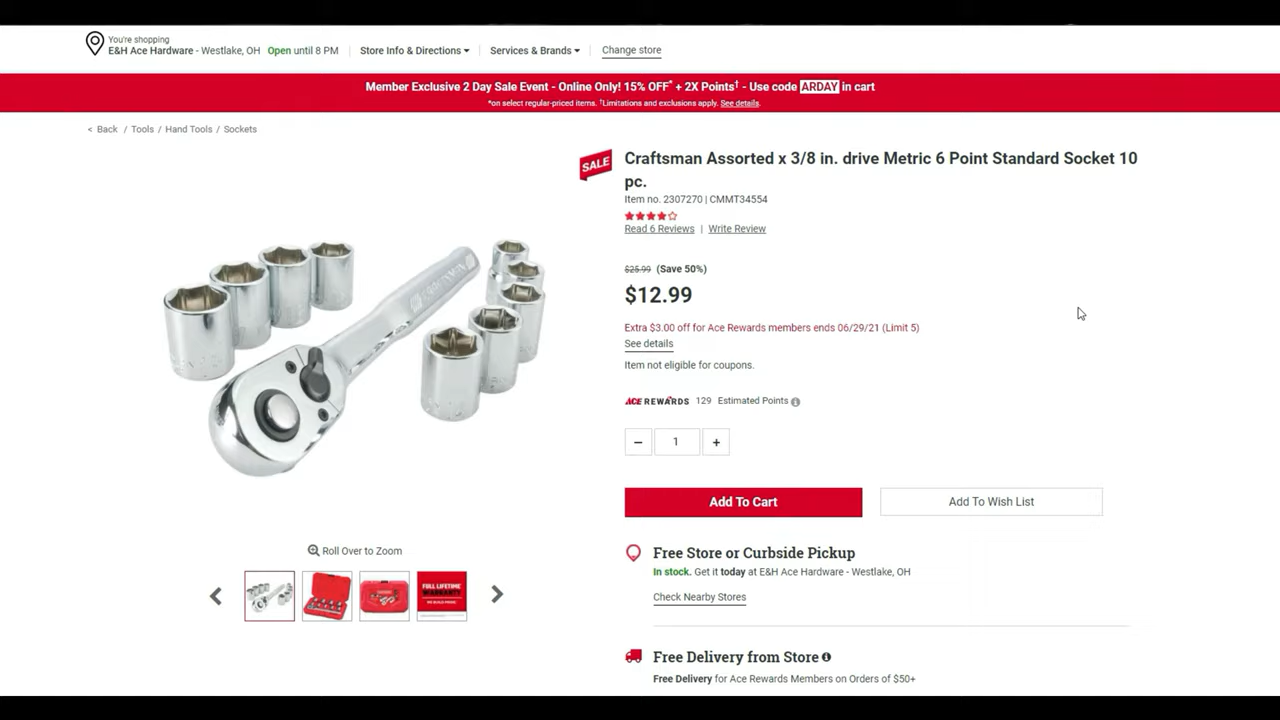 You're shopping
E&H Ace Hardware - Westlake, OH Open until 8 PM
Store Info & Directions
Services & Brands
Change store
Member Exclusive 2 Day Sale Event - Online Only! 15% OFF* + 2X Points† - Use code ARDAY in cart
*on select regular-priced items. †Limitations and exclusions apply. See details.
< Back / Tools / Hand Tools / Sockets
SALE
Craftsman Assorted x 3/8 in. drive Metric 6 Point Standard Socket 10
pc.
Item no. 2307270 | CMMT34554
Read 6 Reviews | Write Review
$25.99 (Save 50%)
$12.99
Extra $3.00 off for Ace Rewards members ends 06/29/21 (Limit 5)
See details
Item not eligible for coupons.
ACE REWARDS 129 Estimated Points
− 1 +
Add To Cart
Add To Wish List
CRAFTSMAN
Roll Over to Zoom
FULL LIFETIME
WARRANTY
Free Store or Curbside Pickup
In stock. Get it today at E&H Ace Hardware - Westlake, OH
Check Nearby Stores
Free Delivery from Store
Free Delivery for Ace Rewards Members on Orders of $50+